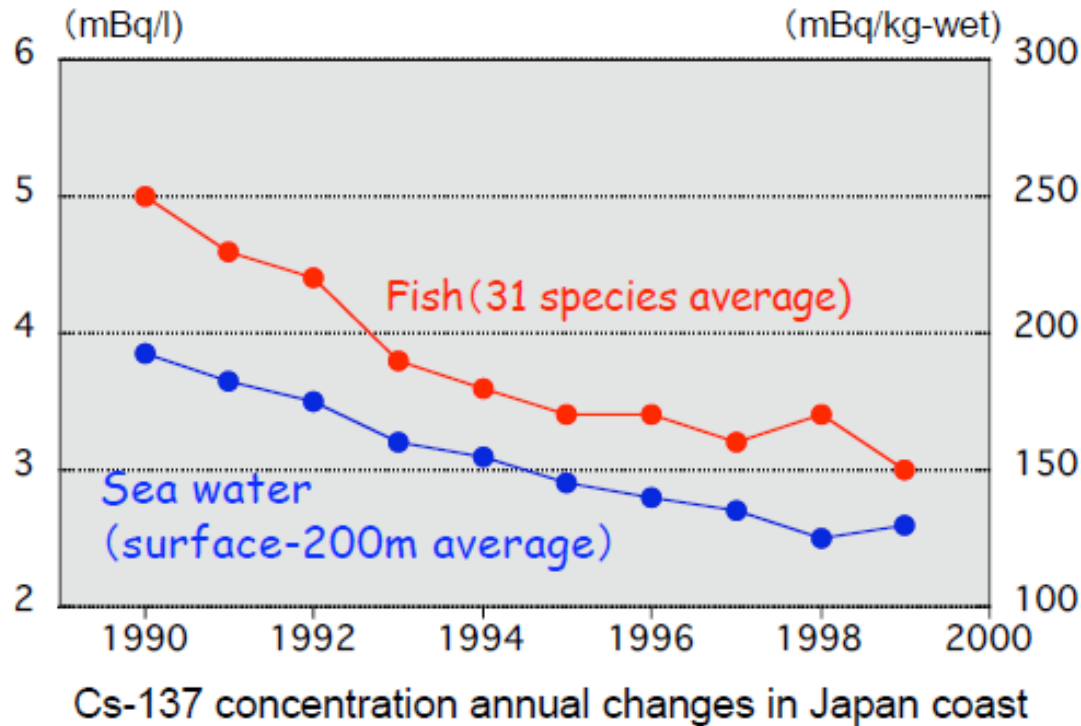 （mBq/l)
(mBq/kg-wet)
6
5
4
3
2
300
250
200
150
100
Fish（31 species average)
Sea water
（surface-200m average）
1990 1992 1994 1996 1998 2000
Cs-137 concentration annual changes in Japan coast